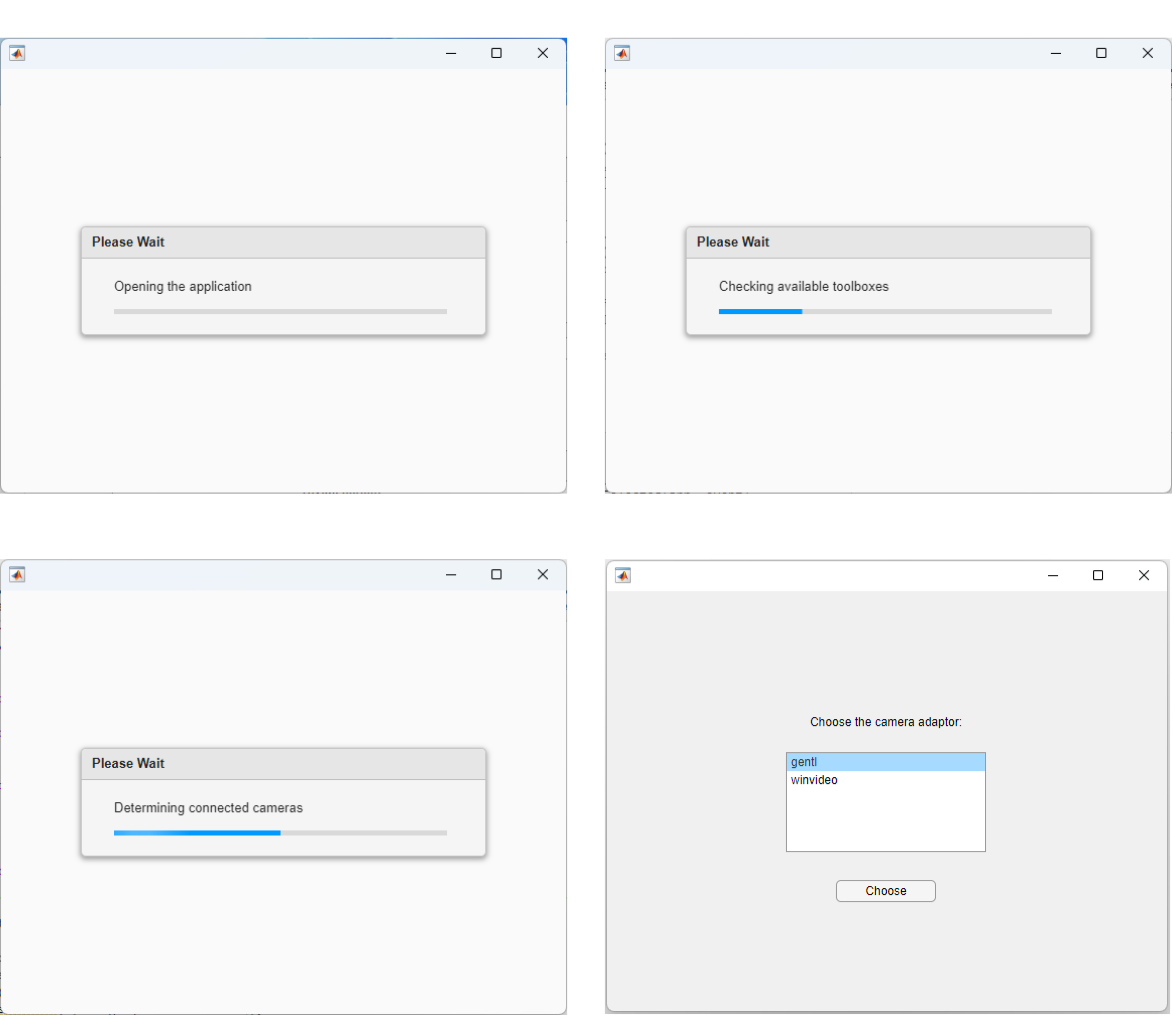 Please Wait
Opening the application
Please Wait
Checking available toolboxes
Please Wait
Determining connected cameras
Choose the camera adaptor:
gentl
winvideo
Choose